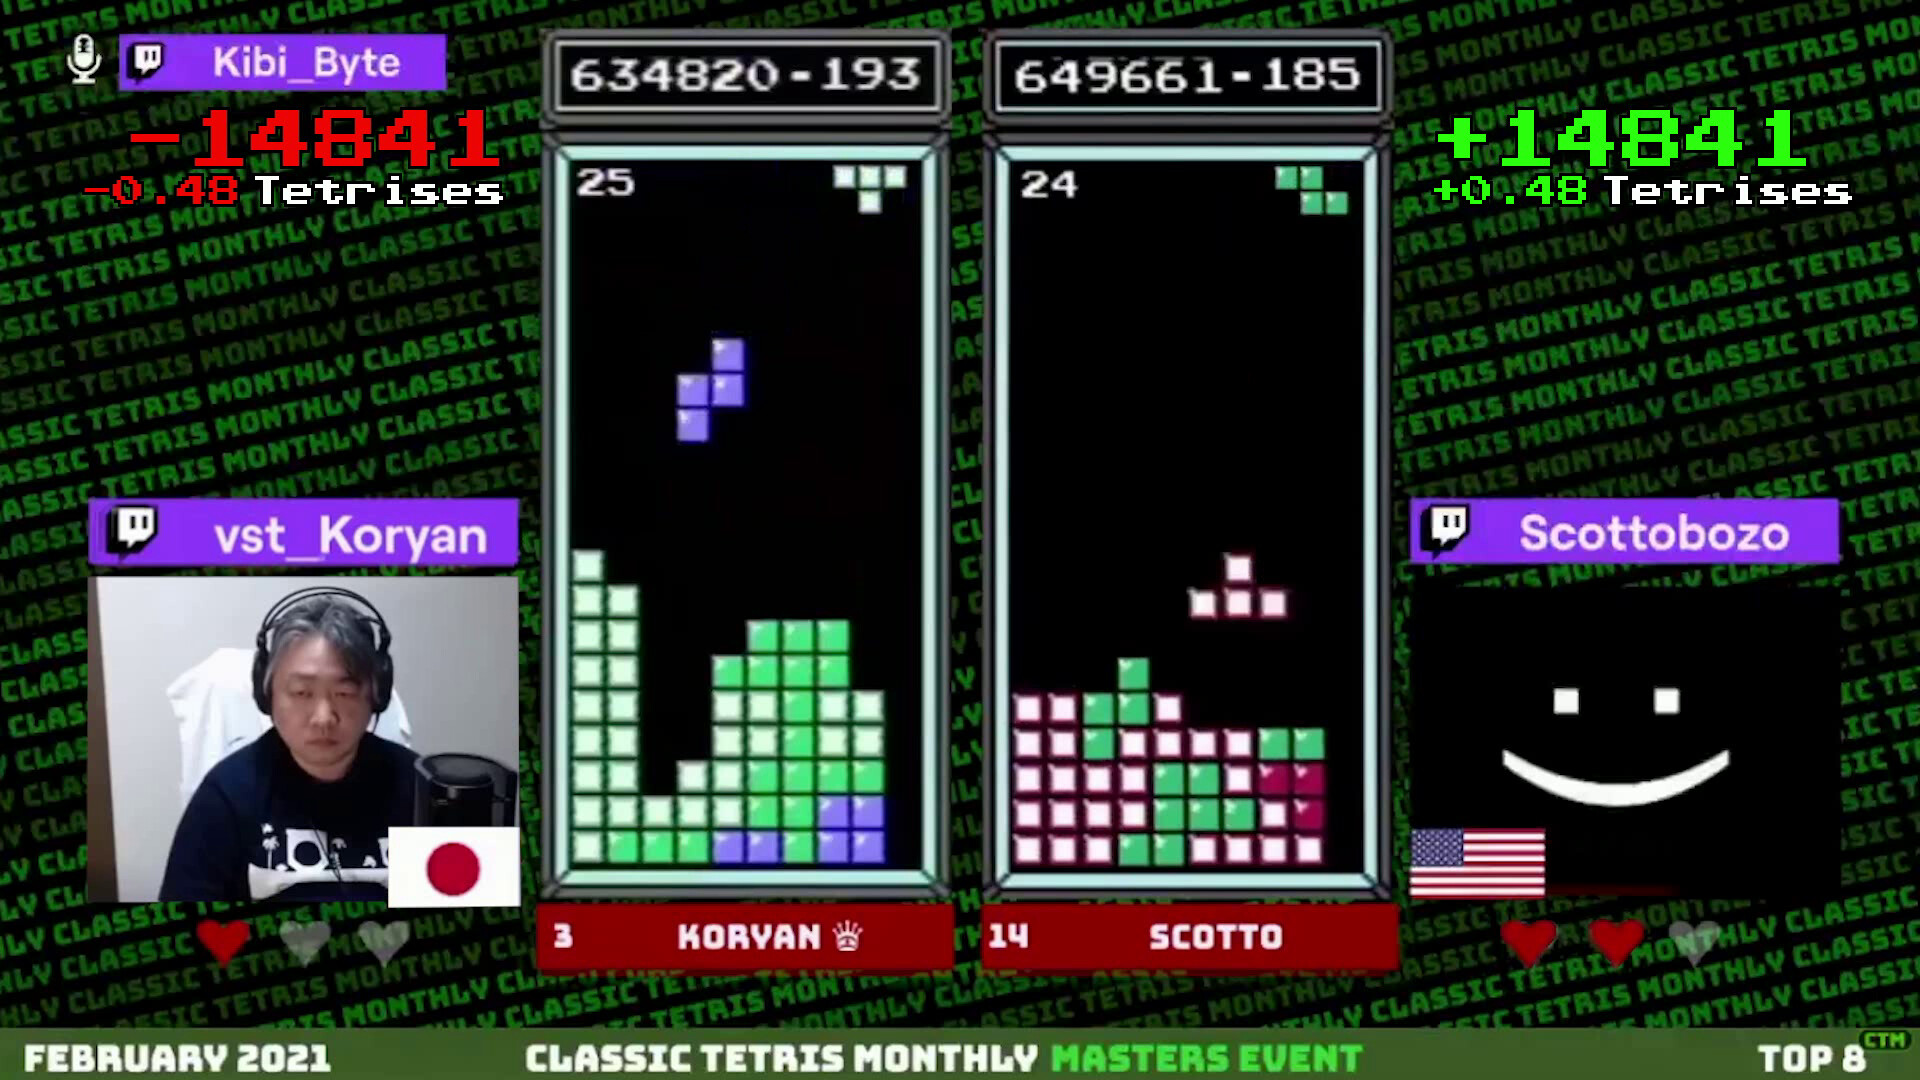 Kibi_Byte
-14841
-0.48 Tetrises
634820-193
25
649661-185
24
+14841
+0.48 Tetrises
vst_Koryan
Scottobozo
3 KORYAN
14 SCOTTO
FEBRUARY 2021
CLASSIC TETRIS MONTHLY MASTERS EVENT
TOP 8
CTM